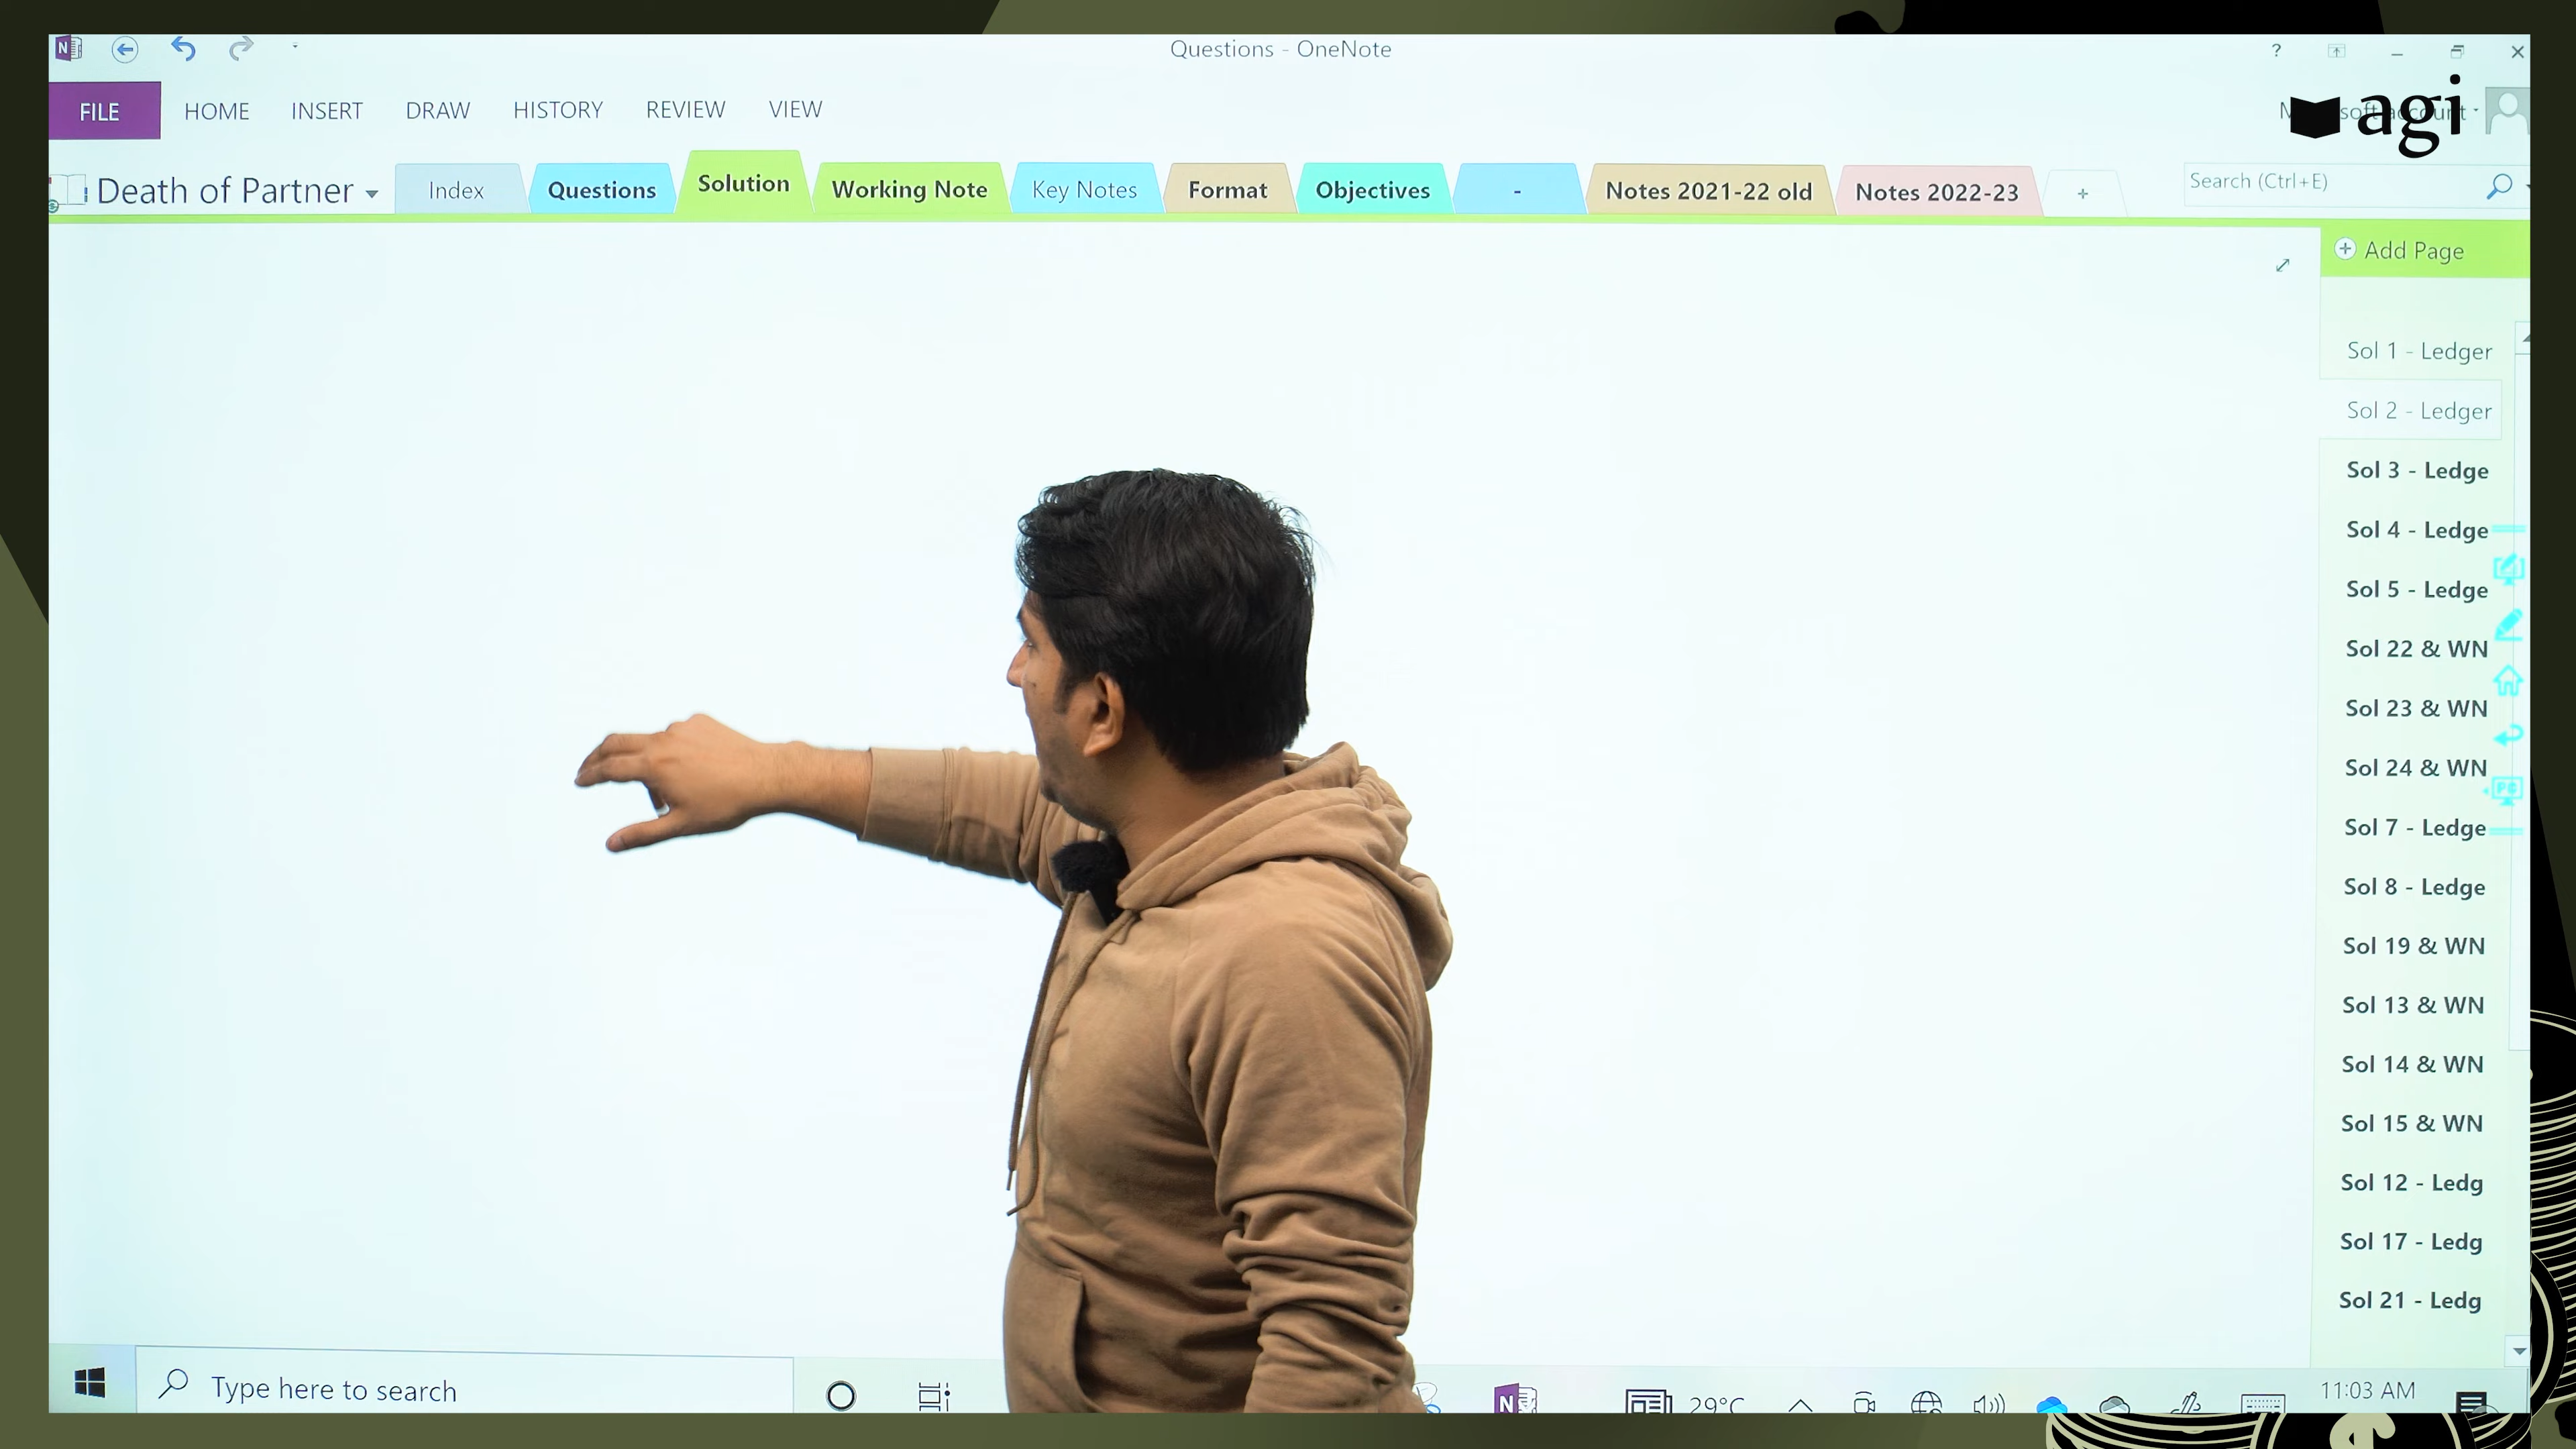 Questions - OneNote
?
FILE HOME INSERT DRAW HISTORY REVIEW VIEW
agi
Death of Partner Index Questions Solution Working Note Key Notes Format Objectives - Notes 2021-22 old Notes 2022-23 +
Search (Ctrl+E)
Add Page
Sol 1 - Ledger
Sol 2 - Ledger
Sol 3 - Ledge
Sol 4 - Ledge
Sol 5 - Ledge
Sol 22 & WN
Sol 23 & WN
Sol 24 & WN
PC
Sol 7 - Ledge
Sol 8 - Ledge
Sol 19 & WN
Sol 13 & WN
Sol 14 & WN
Sol 15 & WN
Sol 12 - Ledg
Sol 17 - Ledg
Sol 21 - Ledg
Type here to search
29°C
11:03 AM